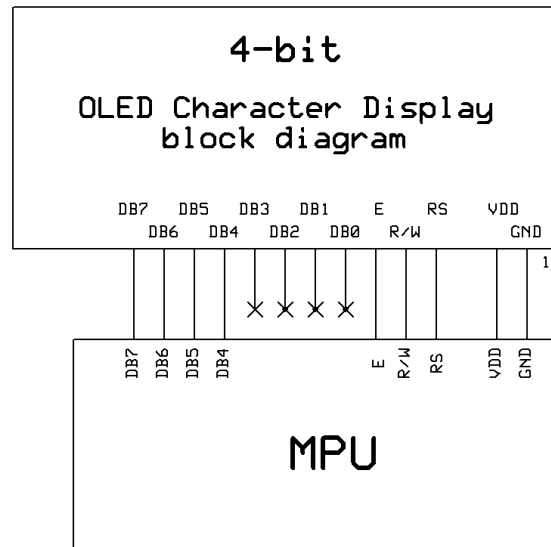 4-bit
OLED Character Display
block diagram
DB7 DB5 DB3 DB1 E RS VDD
DB6 DB4 DB2 DB0 R/W GND
1
DB7 DB6 DB5 DB4 E R/W RS VDD GND
MPU